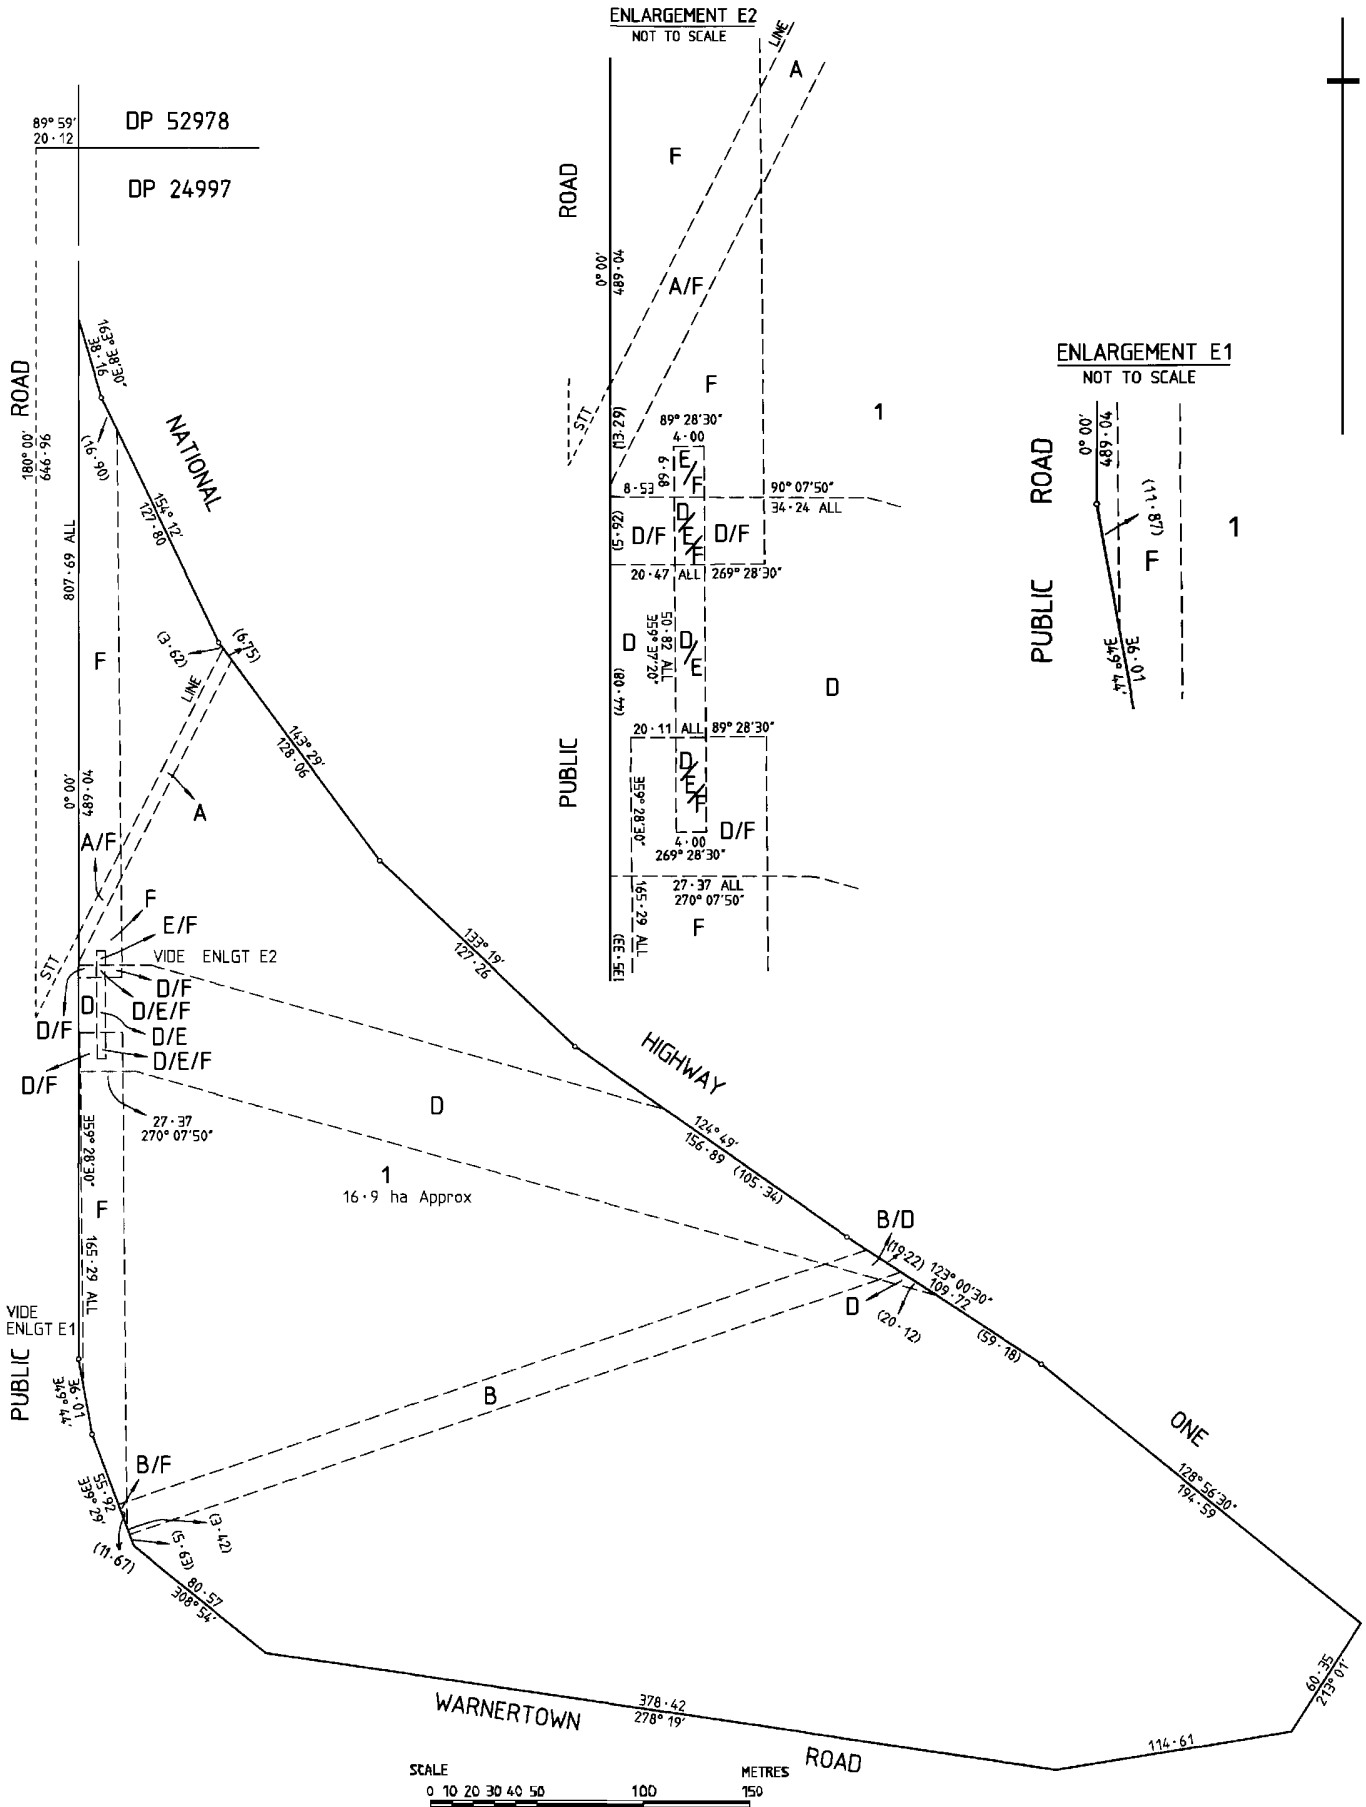 ENLARGEMENT E2
NOT TO SCALE
LINE
A
89° 59'
20·12
DP 52978
DP 24997
F
ROAD
0° 00'
489·04
A/F
F
STT
(13·29)
89° 28'30"
4·00
1
6·68
E/F
8·53
90° 07'50"
34·24 ALL
(5·92)
D/F
D/E/F
D/F
20·47 ALL
269° 28'30"
D
50·82 ALL
359° 37'20"
D/E
(44·08)
D
20·11 ALL
89° 28'30"
PUBLIC
359° 28'30"
D/E/F
D/F
4·00
269° 28'30"
27·37 ALL
270° 07'50"
165·29 ALL
F
(135·33)
ENLARGEMENT E1
NOT TO SCALE
0° 00'
489·04
ROAD
(11·87)
1
F
PUBLIC
36·01
349° 44'
ROAD
180° 00'
646·96
163° 38'30"
38·16
(16·90)
NATIONAL
154° 12'
127·80
807·69 ALL
(3·62)
(6·75)
F
LINE
143° 29'
128·06
0° 00'
489·04
A
A/F
F
E/F
133° 19'
127·26
STT
VIDE ENLGT E2
D/F
D
D/E/F
D/F
D/E
D/E/F
D/F
HIGHWAY
27·37
270° 07'50"
D
359° 28'30"
124° 49'
156·89
(105·34)
1
16·9 ha Approx
F
165·29 ALL
B/D
(19·22)
123° 00'30"
109·72
D
(20·12)
(59·18)
VIDE
ENLGT E1
PUBLIC
36·01
349° 44'
B
ONE
B/F
55·92
339° 29'
128° 56'30"
194·59
(3·42)
(5·63)
(11·67)
80·57
308° 54'
60·35
213° 01'
WARNERTOWN
378·42
278° 19'
ROAD
114·61
SCALE
METRES
0 10 20 30 40 50 100 150